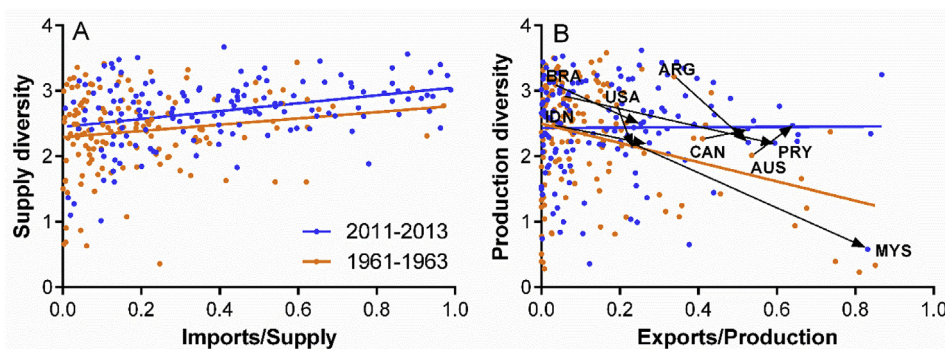 A
Supply diversity
4
3
2
1
0
0.0 0.2 0.4 0.6 0.8 1.0
Imports/Supply
2011-2013
1961-1963
B
Production diversity
4
3
2
1
0
0.0 0.2 0.4 0.6 0.8 1.0
Exports/Production
BRA
ARG
USA
IDN
CAN
PRY
AUS
MYS